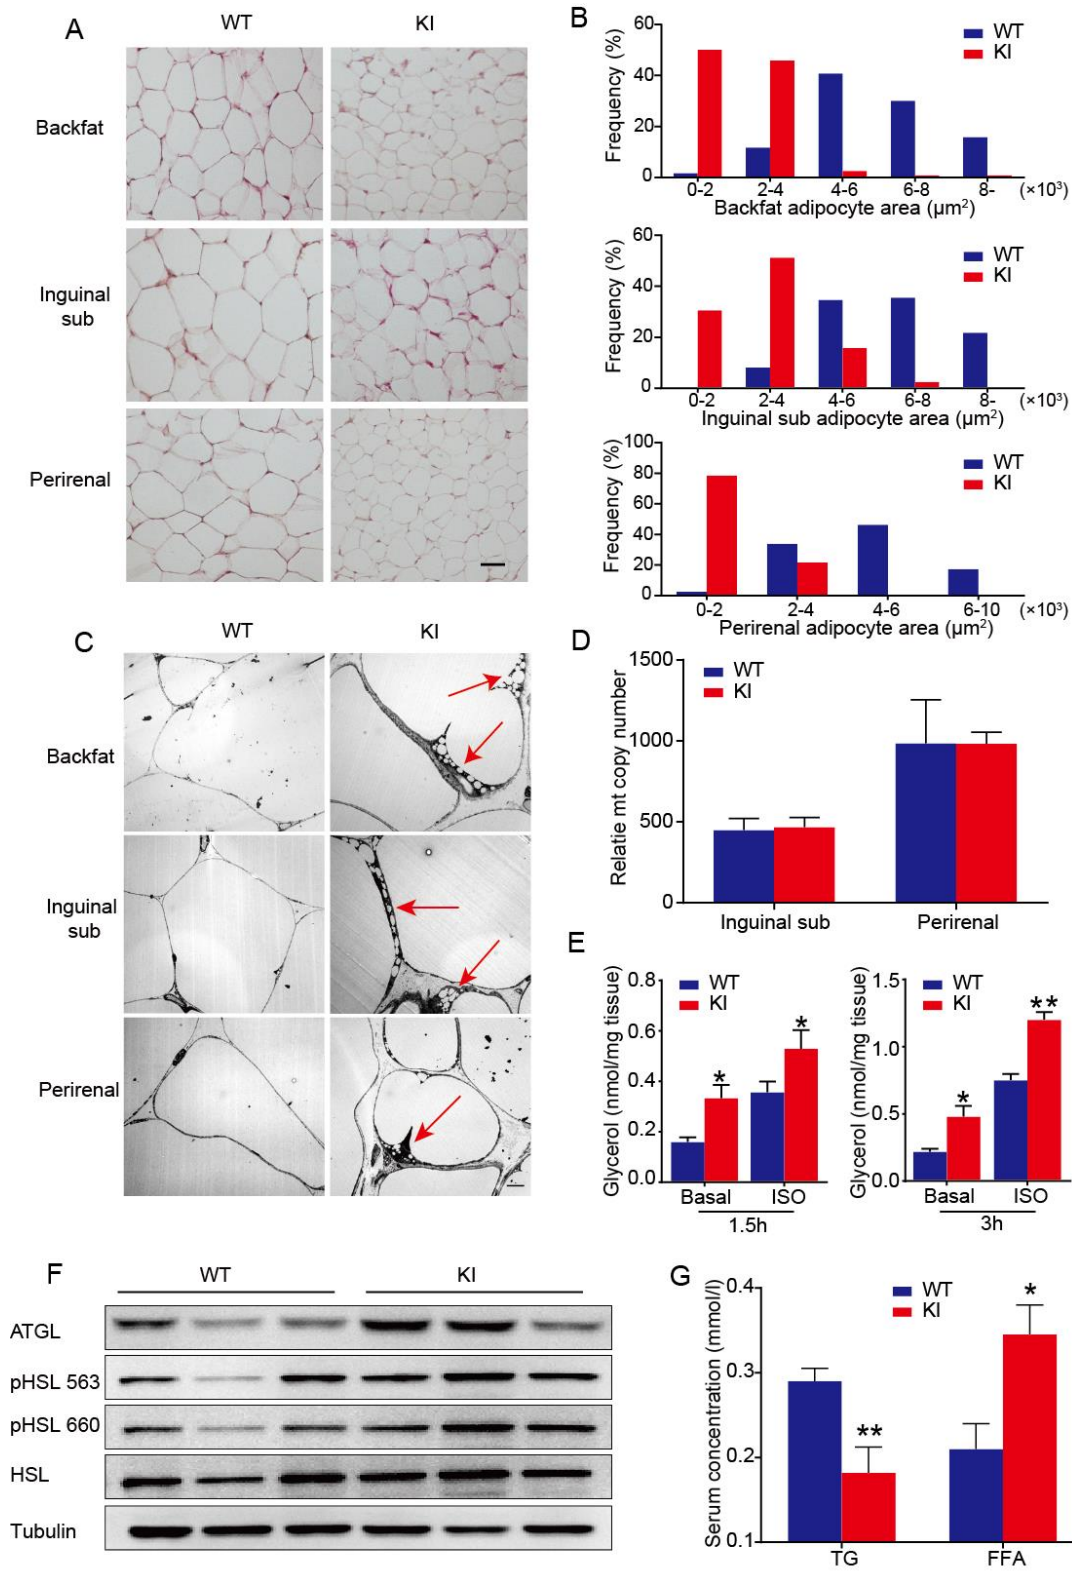 A
WT KI
Backfat
Inguinal
sub
Perirenal
B
Frequency (%)
60
40
20
0
WT
KI
0-2 2-4 4-6 6-8 8- (×10³)
Backfat adipocyte area (µm²)
Frequency (%)
60
40
20
0
WT
KI
0-2 2-4 4-6 6-8 8- (×10³)
Inguinal sub adipocyte area (µm²)
Frequency (%)
100
80
60
40
20
0
WT
KI
0-2 2-4 4-6 6-10 (×10³)
Perirenal adipocyte area (µm²)
C
WT KI
Backfat
Inguinal
sub
Perirenal
D
Relatie mt copy number
1500
1000
500
0
WT
KI
Inguinal sub Perirenal
E
Glycerol (nmol/mg tissue)
0.8
0.6
0.4
0.2
0.0
WT
KI
* *
Basal ISO
1.5h
Glycerol (nmol/mg tissue)
1.5
1.0
0.5
0.0
WT
KI
* **
Basal ISO
3h
F
WT KI
ATGL
pHSL 563
pHSL 660
HSL
Tubulin
G
Serum concentration (mmol/l)
0.4
0.3
0.2
0.1
WT
KI
** *
TG FFA